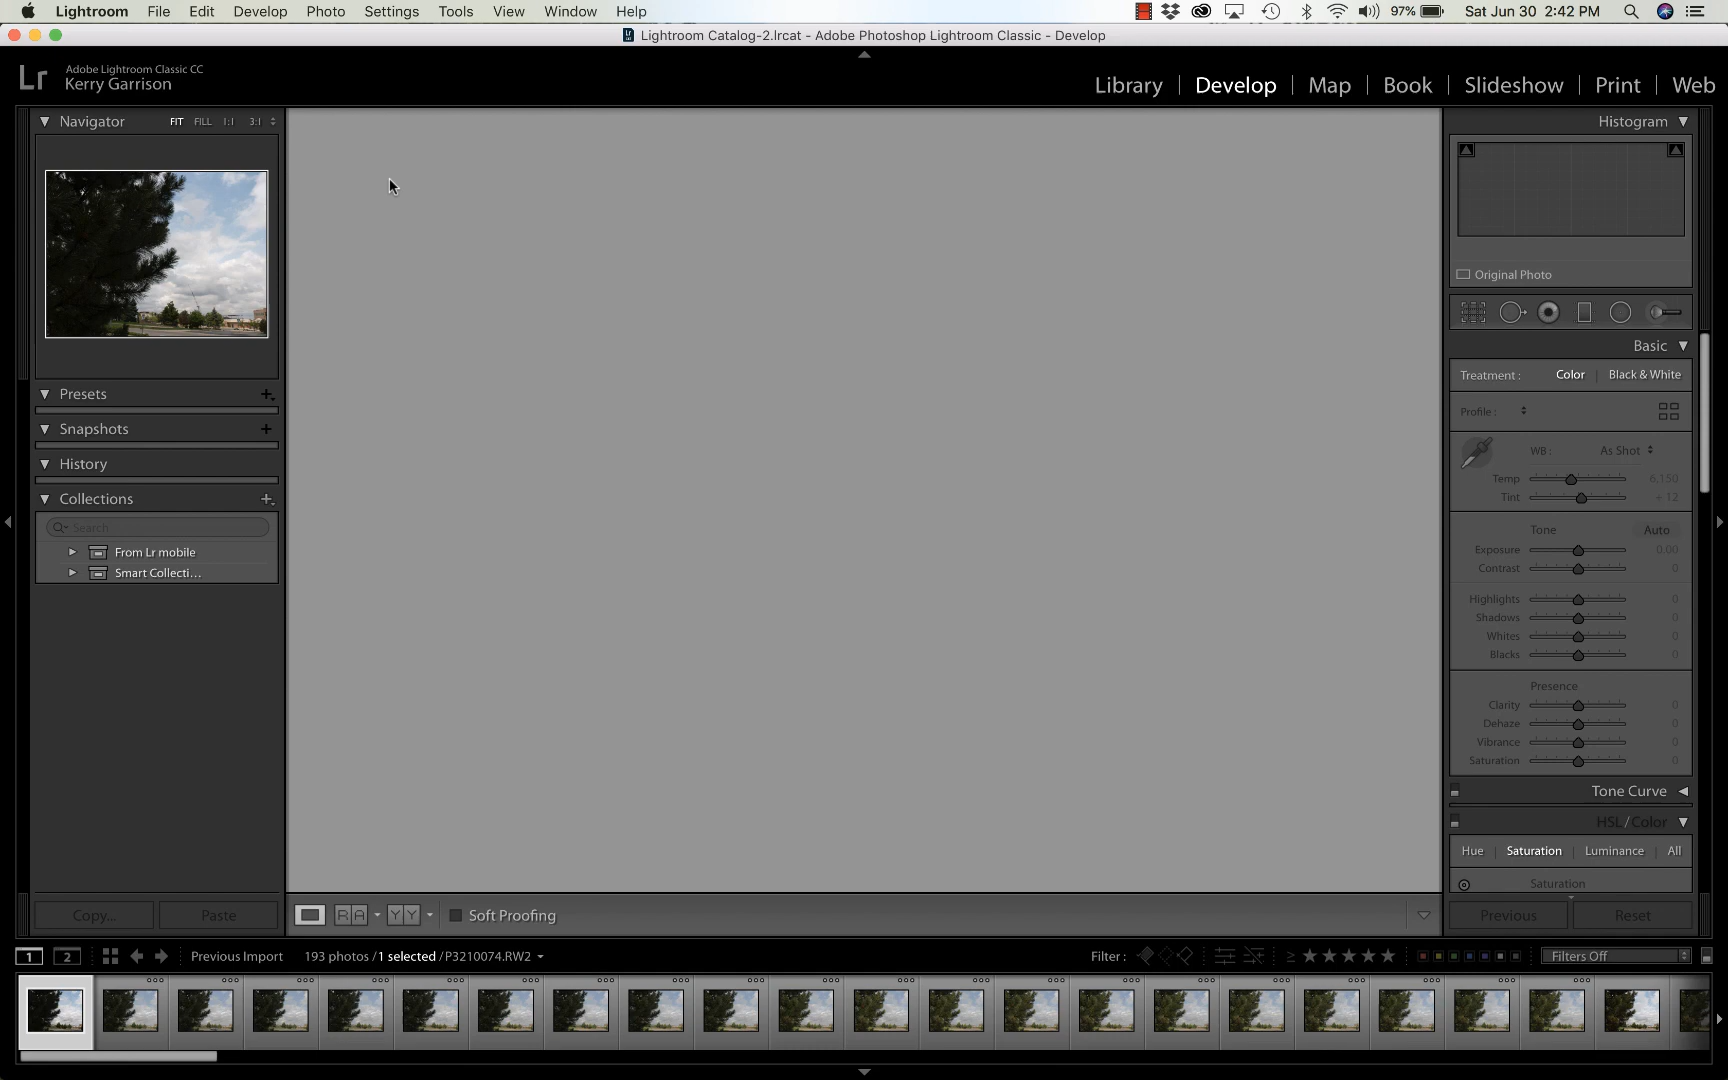 Lightroom File Edit Develop Photo Settings Tools View Window Help 97% Sat Jun 30 2:42 PM
Lightroom Catalog-2.lrcat - Adobe Photoshop Lightroom Classic - Develop
Lr Adobe Lightroom Classic CC
Kerry Garrison
Library | Develop | Map | Book | Slideshow | Print | Web
Navigator FIT FILL 1:1 3:1
Histogram
Original Photo
Basic
Treatment : Color Black & White
Profile :
WB : As Shot
Temp 6,150
Tint + 12
Tone Auto
Exposure 0.00
Contrast 0
Highlights 0
Shadows 0
Whites 0
Blacks 0
Presence
Clarity 0
Dehaze 0
Vibrance 0
Saturation 0
Tone Curve
HSL / Color
Hue Saturation Luminance All
Saturation
Previous Reset
Presets
Snapshots
History
Collections
Search
From Lr mobile
Smart Collecti...
Copy... Paste
R A Y Y Soft Proofing
1 2 Previous Import 193 photos / 1 selected / P3210074.RW2 Filter : ≥ ★★★★★ Filters Off